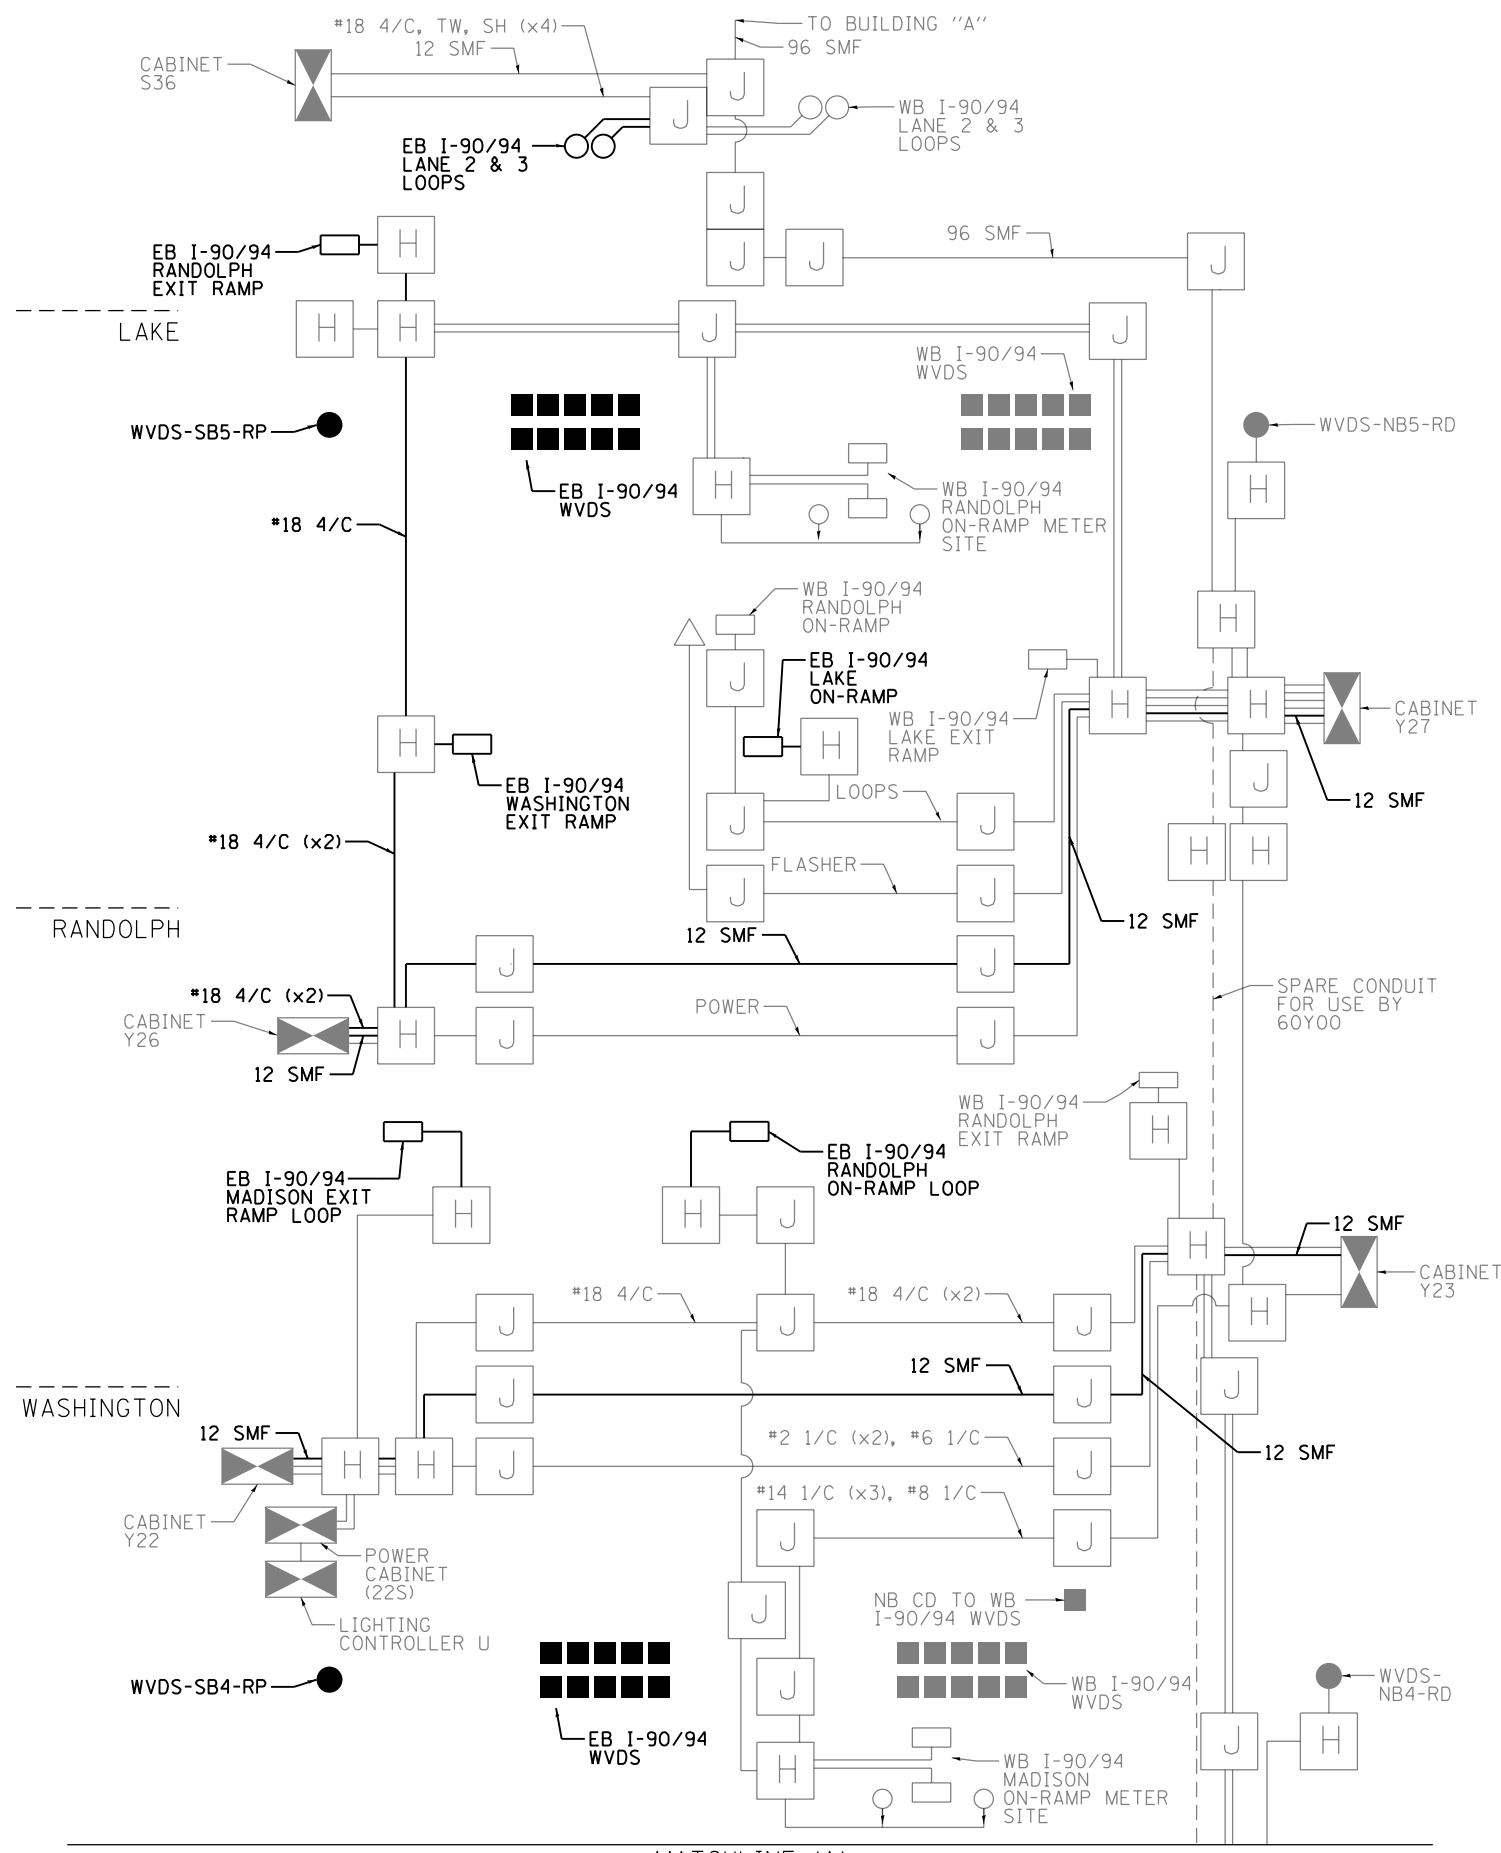 #18 4/C, TW, SH (x4)
12 SMF
TO BUILDING "A"
96 SMF
CABINET
S36
J
J
WB I-90/94
LANE 2 & 3
LOOPS
EB I-90/94
LANE 2 & 3
LOOPS
J
H
EB I-90/94
RANDOLPH
EXIT RAMP
96 SMF
J
J
J
LAKE
H
H
J
J
WB I-90/94
WVDS
WVDS-SB5-RP
WVDS-NB5-RD
EB I-90/94
WVDS
H
WB I-90/94
RANDOLPH
ON-RAMP METER
SITE
H
#18 4/C
WB I-90/94
RANDOLPH
ON-RAMP
H
J
EB I-90/94
LAKE
ON-RAMP
WB I-90/94
LAKE EXIT
RAMP
H
H
CABINET
Y27
H
H
EB I-90/94
WASHINGTON
EXIT RAMP
J
LOOPS
12 SMF
J
J
#18 4/C (x2)
H
H
FLASHER
J
J
RANDOLPH
12 SMF
12 SMF
J
J
#18 4/C (x2)
CABINET
Y26
H
J
POWER
J
SPARE CONDUIT
FOR USE BY
60Y00
12 SMF
WB I-90/94
RANDOLPH
EXIT RAMP
H
EB I-90/94
MADISON EXIT
RAMP LOOP
EB I-90/94
RANDOLPH
ON-RAMP LOOP
H
H
J
H
12 SMF
CABINET
Y23
#18 4/C
#18 4/C (x2)
H
J
J
J
12 SMF
J
J
J
WASHINGTON
12 SMF
H
H
J
#2 1/C (x2), #6 1/C
J
12 SMF
#14 1/C (x3), #8 1/C
CABINET
Y22
J
J
POWER
CABINET
(22S)
NB CD TO WB
I-90/94 WVDS
J
LIGHTING
CONTROLLER U
WVDS-SB4-RP
J
WB I-90/94
WVDS
WVDS-
NB4-RD
EB I-90/94
WVDS
J
H
H
WB I-90/94
MADISON
ON-RAMP METER
SITE